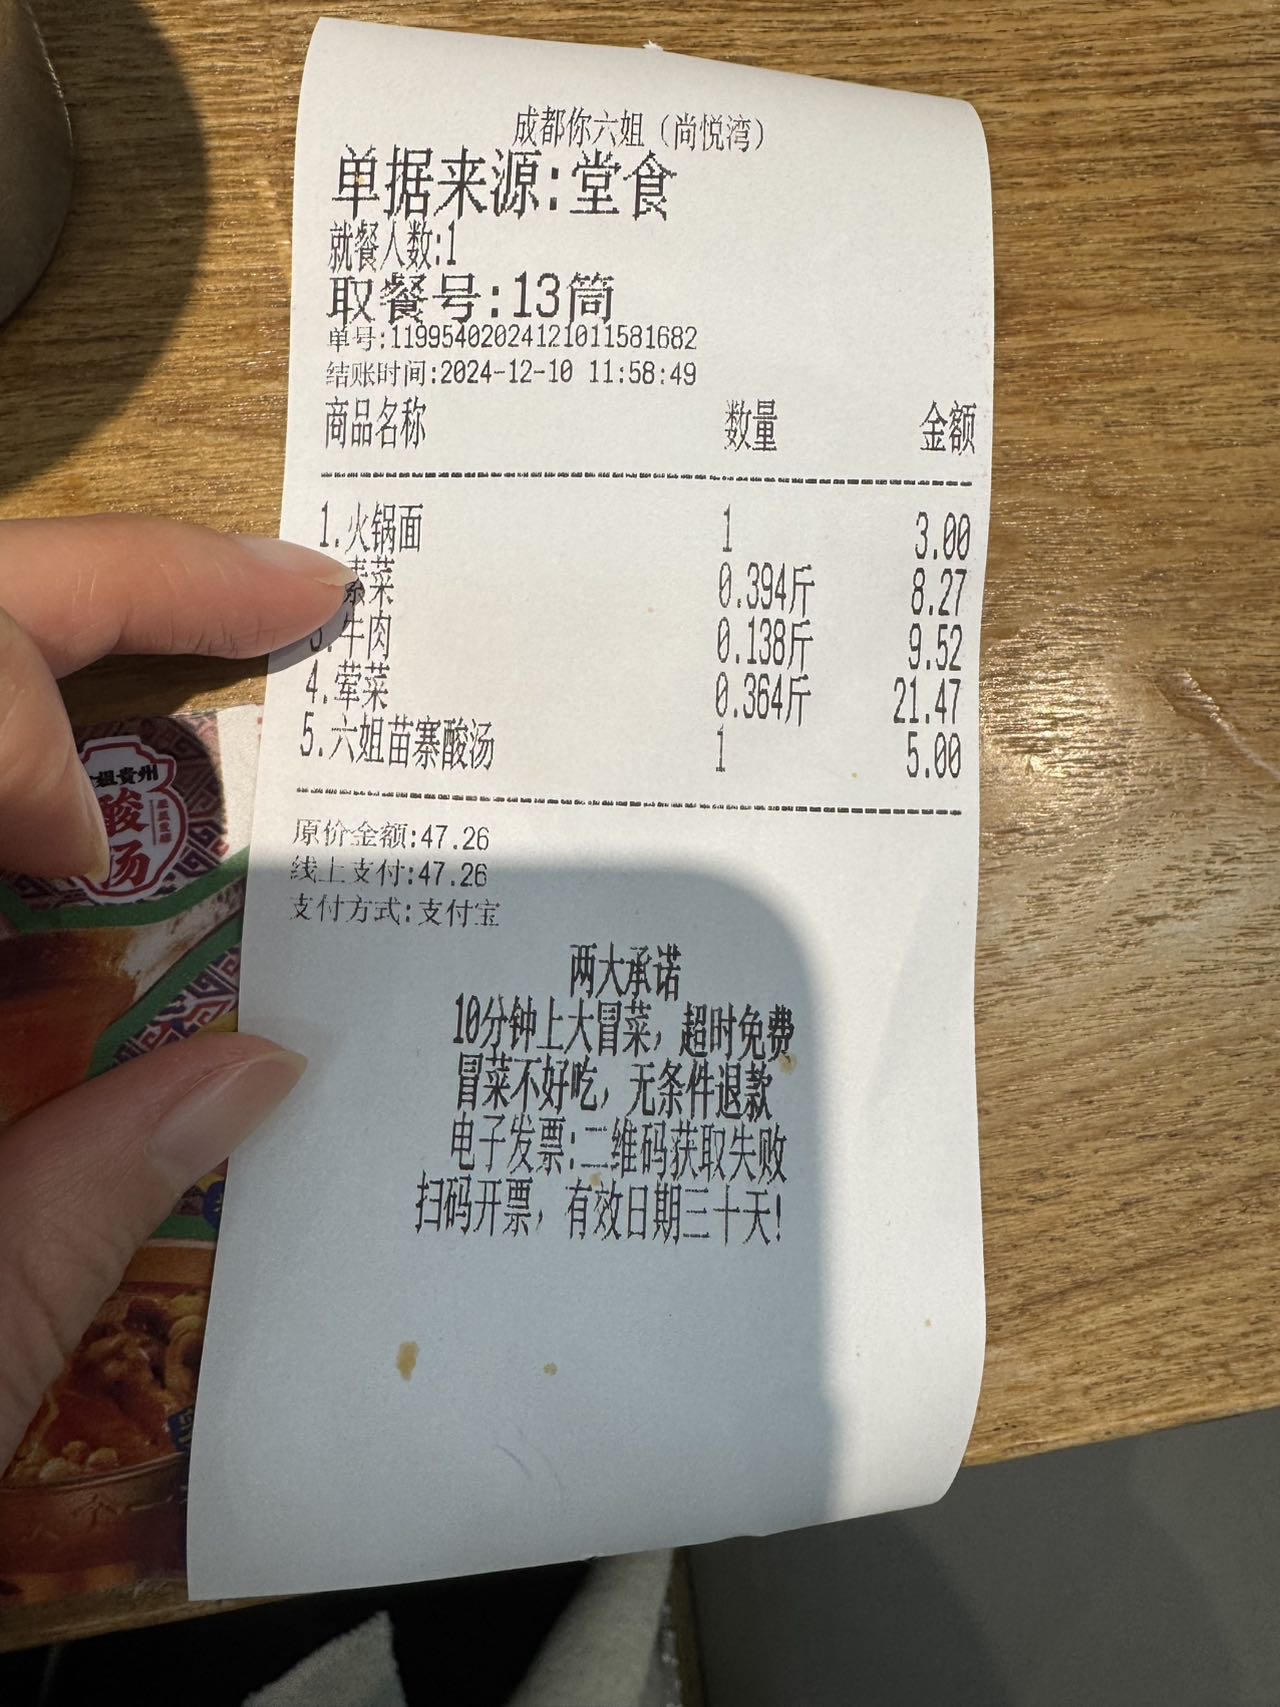 成都你六姐（尚悦湾）
单据来源:堂食
就餐人数:1
取餐号:13筒
单号:11995402024121011581682
结账时间:2024-12-10 11:58:49
商品名称 数量 金额
1.火锅面 1 3.00
素菜 0.394斤 8.27
3.牛肉 0.138斤 9.52
4.荤菜 0.364斤 21.47
5.六姐苗寨酸汤 1 5.00
原价金额:47.26
线上支付:47.26
支付方式:支付宝
两大承诺
10分钟上大冒菜，超时免费
冒菜不好吃，无条件退款
电子发票:二维码获取失败
扫码开票，有效日期三十天!
姐贵州
酸
汤